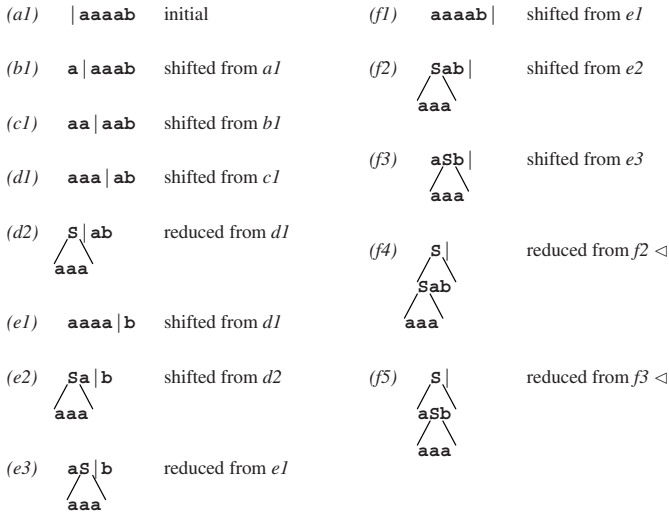 (a1) |aaaab initial
(b1) a|aaab shifted from a1
(c1) aa|aab shifted from b1
(d1) aaa|ab shifted from c1
(d2) S|ab reduced from d1
aaa
(e1) aaaa|b shifted from d1
(e2) Sa|b shifted from d2
aaa
(e3) aS|b reduced from e1
aaa
(f1) aaaab| shifted from e1
(f2) Sab| shifted from e2
aaa
(f3) aSb| shifted from e3
aaa
(f4) S| reduced from f2 ◁
Sab
aaa
(f5) S| reduced from f3 ◁
aSb
aaa